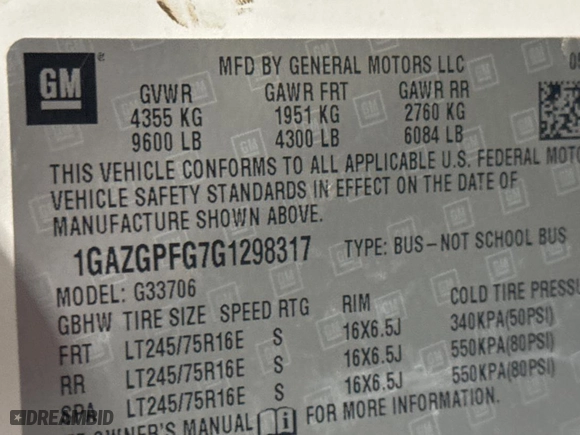 GM
MFD BY GENERAL MOTORS LLC
GVWR GAWR FRT GAWR RR
4355 KG 1951 KG 2760 KG
9600 LB 4300 LB 6084 LB
THIS VEHICLE CONFORMS TO ALL APPLICABLE U.S. FEDERAL
VEHICLE SAFETY STANDARDS IN EFFECT ON THE DATE OF
MANUFACTURE SHOWN ABOVE.
1GAZGPFG7G1298317 TYPE: BUS–NOT SCHOOL BUS
MODEL: G33706
GBHW TIRE SIZE SPEED RTG RIM COLD TIRE
FRT LT245/75R16E S 16X6.5J 340KPA(50PSI)
RR LT245/75R16E S 16X6.5J 550KPA(80PSI)
SPA LT245/75R16E S 16X6.5J 550KPA(80PSI)
OWNER'S MANUAL FOR MORE INFORMATION.
DREAMBID